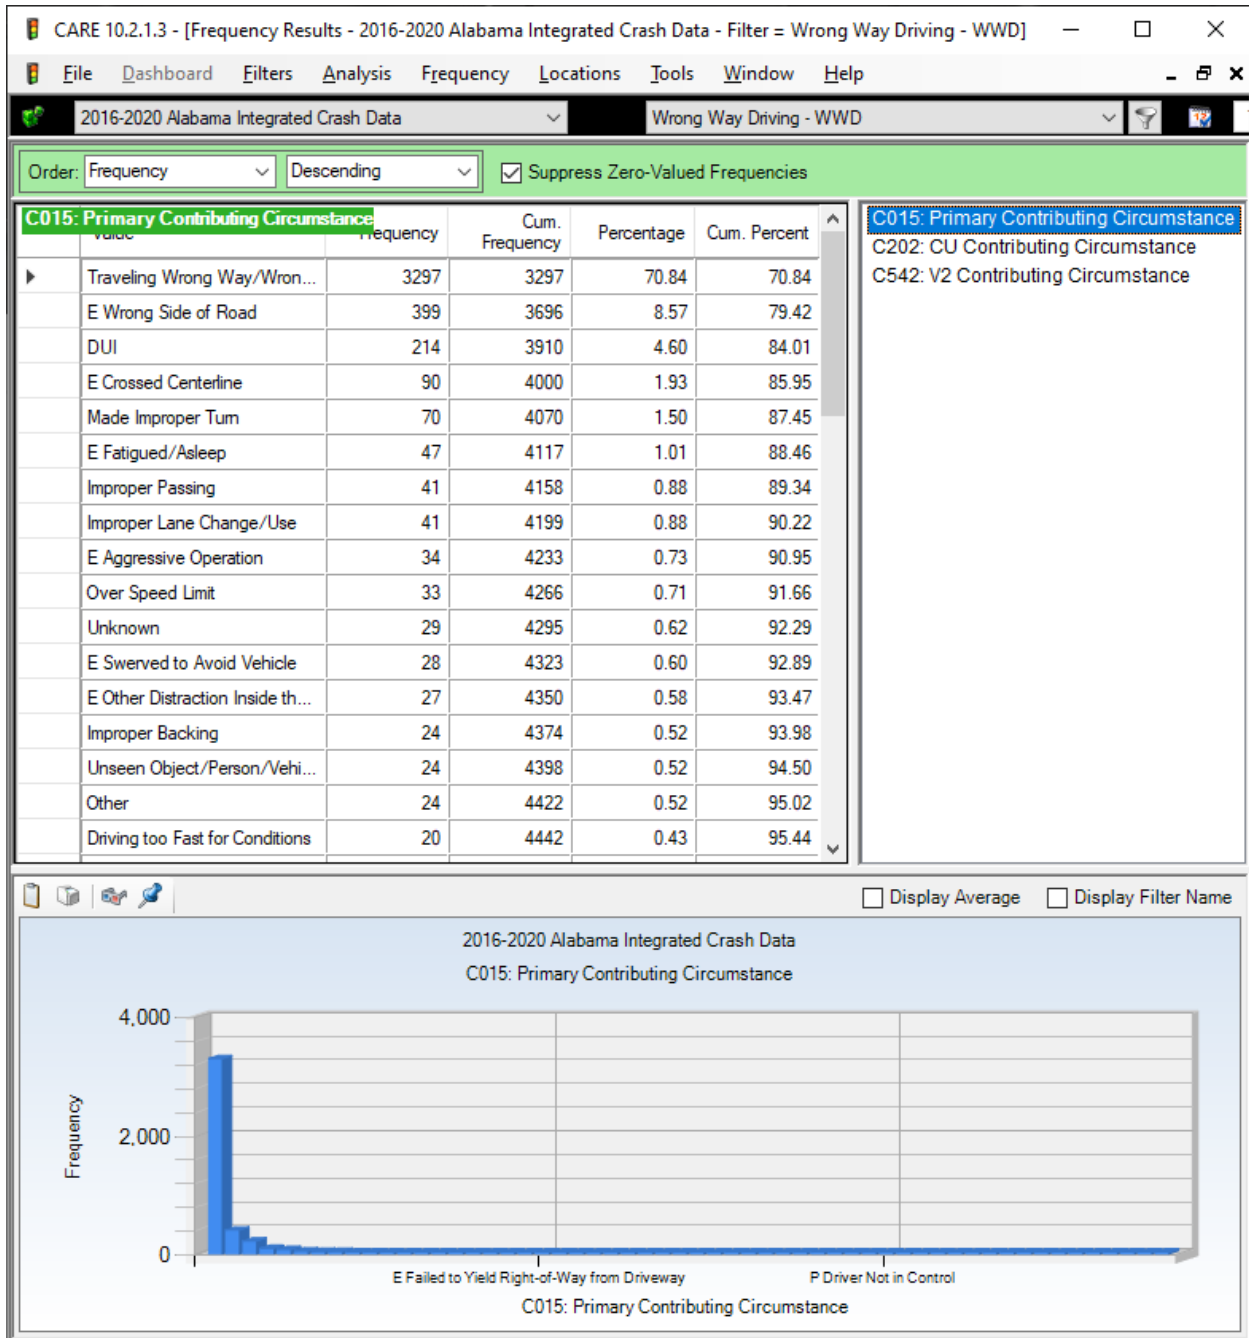 CARE 10.2.1.3 - [Frequency Results - 2016-2020 Alabama Integrated Crash Data - Filter = Wrong Way Driving - WWD]
File Dashboard Filters Analysis Frequency Locations Tools Window Help
2016-2020 Alabama Integrated Crash Data Wrong Way Driving - WWD
Order: Frequency Descending Suppress Zero-Valued Frequencies
C015: Primary Contributing Circumstance
Value Frequency Cum. Frequency Percentage Cum. Percent
Traveling Wrong Way/Wron... 3297 3297 70.84 70.84
E Wrong Side of Road 399 3696 8.57 79.42
DUI 214 3910 4.60 84.01
E Crossed Centerline 90 4000 1.93 85.95
Made Improper Turn 70 4070 1.50 87.45
E Fatigued/Asleep 47 4117 1.01 88.46
Improper Passing 41 4158 0.88 89.34
Improper Lane Change/Use 41 4199 0.88 90.22
E Aggressive Operation 34 4233 0.73 90.95
Over Speed Limit 33 4266 0.71 91.66
Unknown 29 4295 0.62 92.29
E Swerved to Avoid Vehicle 28 4323 0.60 92.89
E Other Distraction Inside th... 27 4350 0.58 93.47
Improper Backing 24 4374 0.52 93.98
Unseen Object/Person/Vehi... 24 4398 0.52 94.50
Other 24 4422 0.52 95.02
Driving too Fast for Conditions 20 4442 0.43 95.44
C015: Primary Contributing Circumstance
C202: CU Contributing Circumstance
C542: V2 Contributing Circumstance
Display Average Display Filter Name
2016-2020 Alabama Integrated Crash Data
C015: Primary Contributing Circumstance
4,000
2,000
0
Frequency
E Failed to Yield Right-of-Way from Driveway P Driver Not in Control
C015: Primary Contributing Circumstance